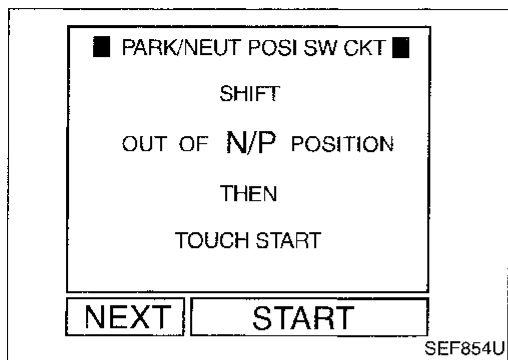 ■ PARK/NEUT POSI SW CKT ■
SHIFT
OUT OF N/P POSITION
THEN
TOUCH START
NEXT START
SEF854U